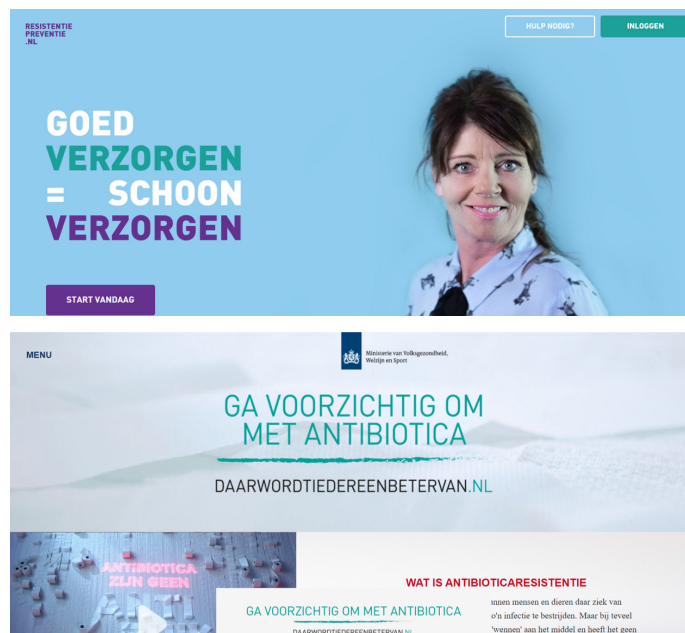 RESISTENTIE
PREVENTIE
.NL
HULP NODIG?
INLOGGEN
GOED
VERZORGEN
= SCHOON
VERZORGEN
START VANDAAG
MENU
Ministerie van Volksgezondheid,
Welzijn en Sport
GA VOORZICHTIG OM
MET ANTIBIOTICA
DAARWORDTIEDEREENBETERVAN.NL
ANTIBIOTICA
ZIJN GEEN
WAT IS ANTIBIOTICARESISTENTIE
GA VOORZICHTIG OM MET ANTIBIOTICA
DAARWORDTIEDEREENBETERVAN.NL
mensen en dieren daar ziek van
o'n infectie te bestrijden. Maar bij teveel
'wennen' aan het middel en heeft het geen